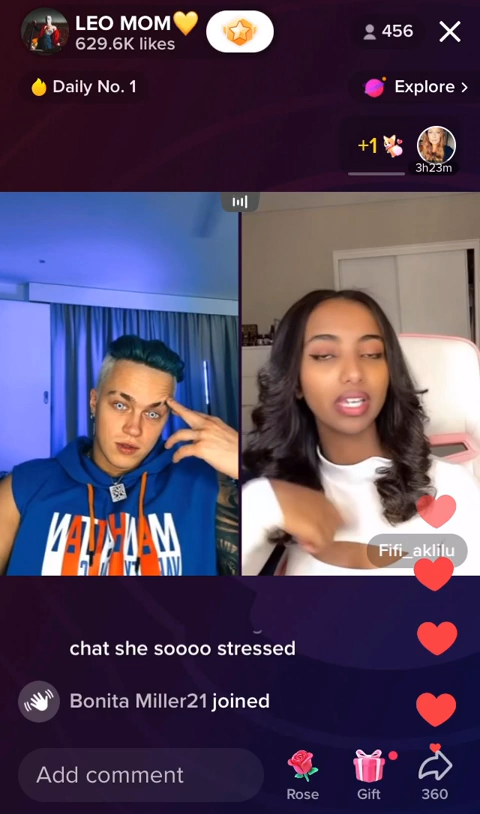 LEO MOM💛
629.6K likes
456
Daily No. 1
Explore >
+1
3h23m
Fifi_aklilu
chat she soooo stressed
Bonita Miller21 joined
Add comment
Rose
Gift
360